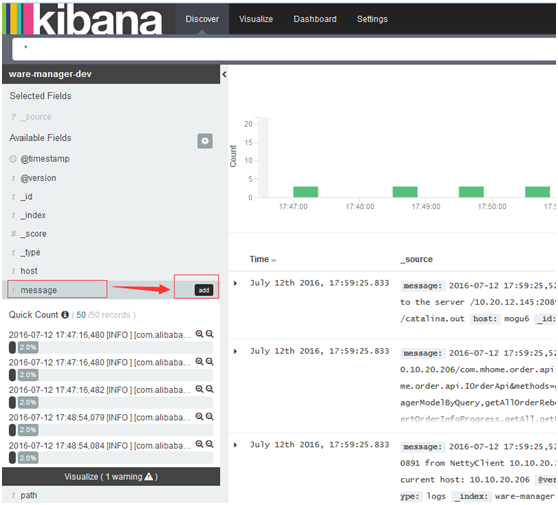 kibana
Discover Visualize Dashboard Settings
*
ware-manager-dev
Selected Fields
? _source
Available Fields
@timestamp
t @version
t _id
t _index
# _score
t _type
t host
t message add
Quick Count ( 50 /50 records )
2016-07-12 17:47:16,480 [INFO ] [com.alibaba...
2.0%
2016-07-12 17:47:16,480 [INFO ] [com.alibaba...
2.0%
2016-07-12 17:47:16,482 [INFO ] [com.alibaba...
2.0%
2016-07-12 17:48:54,079 [INFO ] [com.alibaba...
2.0%
2016-07-12 17:48:54,084 [INFO ] [com.alibaba...
2.0%
Visualize ( 1 warning )
t path
Count
20
15
10
5
0
17:47:00 17:48:00 17:49:00 17:50:00 17:5
Time _source
July 12th 2016, 17:59:25.833 message: 2016-07-12 17:59:25,52
to the server /10.20.12.145:2089
/catalina.out host: mogu6 _id:
July 12th 2016, 17:59:25.833 message: 2016-07-12 17:59:25,52
0.10.20.206/com.mhome.order.api
me.order.api.IOrderApi&methods=g
agerModelByQuery,getAllOrderRebo
ertOrderInfoProgress,getAll,get
July 12th 2016, 17:59:25.833 message: 2016-07-12 17:59:25,52
0891 from NettyClient 10.10.20.
current host: 10.10.20.206 @ver
ype: logs _index: ware-manager